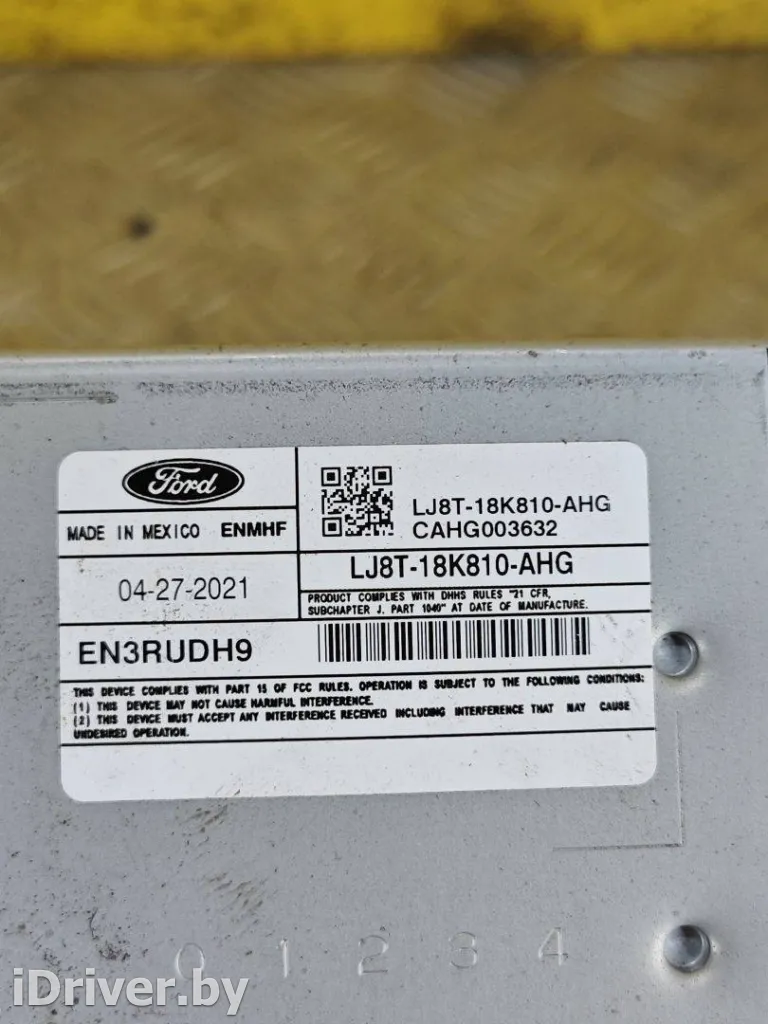 Ford
MADE IN MEXICO ENMHF
04-27-2021
LJ8T-18K810-AHG
CAHG003632
LJ8T-18K810-AHG
PRODUCT COMPLIES WITH DHHS RULES "21 CFR,
SUBCHAPTER J, PART 1040" AT DATE OF MANUFACTURE.
EN3RUDH9
THIS DEVICE COMPLIES WITH PART 15 OF FCC RULES. OPERATION IS SUBJECT TO THE FOLLOWING CONDITIONS:
(1) THIS DEVICE MAY NOT CAUSE HARMFUL INTERFERENCE.
(2) THIS DEVICE MUST ACCEPT ANY INTERFERENCE RECEIVED INCLUDING INTERFERENCE THAT MAY CAUSE
UNDESIRED OPERATION.
0 1 2 3 4
iDriver.by